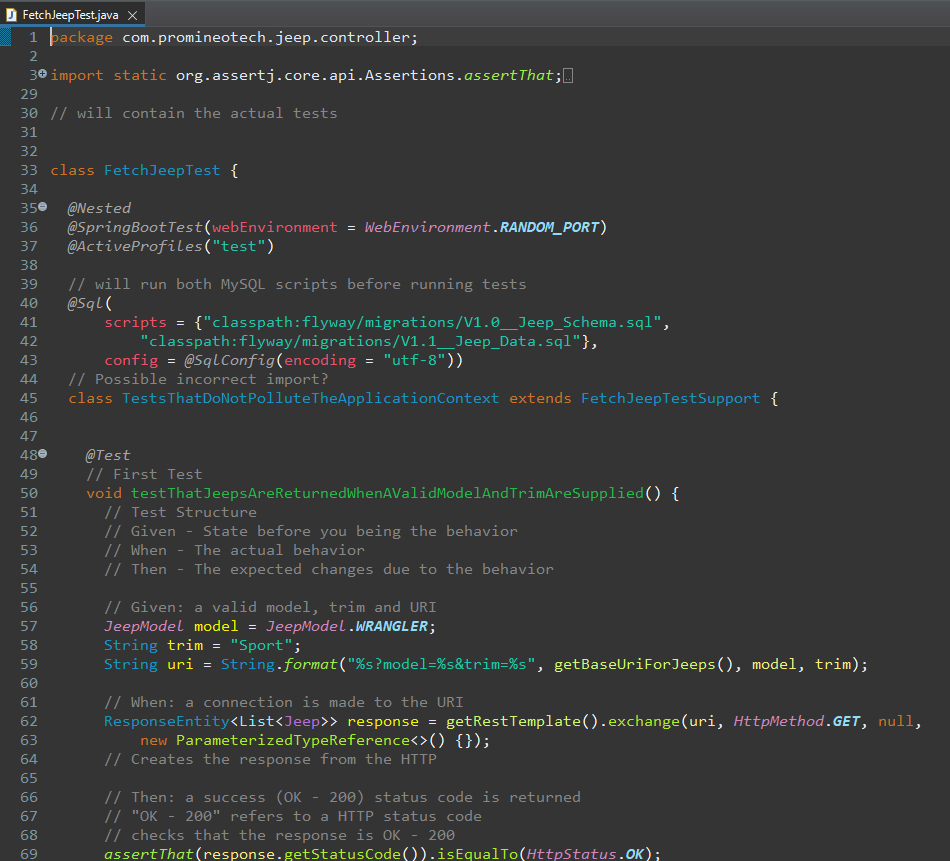 FetchJeepTest.java
1 package com.promineotech.jeep.controller;
2
3 import static org.assertj.core.api.Assertions.assertThat;
29
30 // will contain the actual tests
31
32
33 class FetchJeepTest {
34
35 @Nested
36 @SpringBootTest(webEnvironment = WebEnvironment.RANDOM_PORT)
37 @ActiveProfiles("test")
38
39 // will run both MySQL scripts before running tests
40 @Sql(
41 scripts = {"classpath:flyway/migrations/V1.0__Jeep_Schema.sql",
42 "classpath:flyway/migrations/V1.1__Jeep_Data.sql"},
43 config = @SqlConfig(encoding = "utf-8"))
44 // Possible incorrect import?
45 class TestsThatDoNotPolluteTheApplicationContext extends FetchJeepTestSupport {
46
47
48 @Test
49 // First Test
50 void testThatJeepsAreReturnedWhenAValidModelAndTrimAreSupplied() {
51 // Test Structure
52 // Given - State before you being the behavior
53 // When - The actual behavior
54 // Then - The expected changes due to the behavior
55
56 // Given: a valid model, trim and URI
57 JeepModel model = JeepModel.WRANGLER;
58 String trim = "Sport";
59 String uri = String.format("%s?model=%s&trim=%s", getBaseUriForJeeps(), model, trim);
60
61 // When: a connection is made to the URI
62 ResponseEntity<List<Jeep>> response = getRestTemplate().exchange(uri, HttpMethod.GET, null,
63 new ParameterizedTypeReference<>() {});
64 // Creates the response from the HTTP
65
66 // Then: a success (OK - 200) status code is returned
67 // "OK - 200" refers to a HTTP status code
68 // checks that the response is OK - 200
69 assertThat(response.getStatusCode()).isEqualTo(HttpStatus.OK);